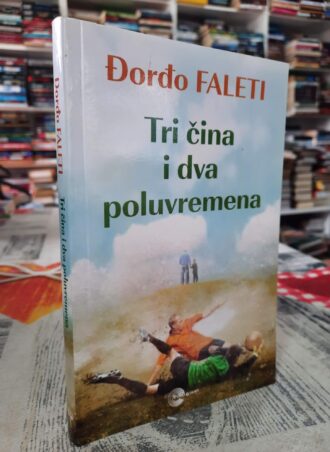 Đorđo FALETI
Tri čina
i dva
poluvremena
Đorđo FALETI
Tri čina i dva poluvremena